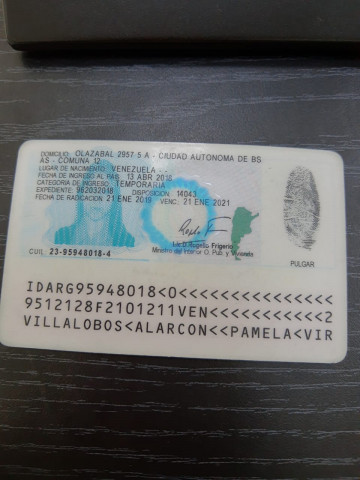 DOMICILIO: OLAZABAL 2957 5 A - CIUDAD AUTONOMA DE BS
AS - COMUNA 12
LUGAR DE NACIMIENTO: VENEZUELA - -
FECHA DE INGRESO AL PAIS: 13 ABR 2018
CATEGORIA DE INGRESO: TEMPORARIA
EXPEDIENTE: 952032018 DISPOSICION: 14043
FECHA DE RADICACION: 21 ENE 2019 VENC: 21 ENE 2021
Lic. D. Rogelio Frigerio
Ministro del Interior O. Pub. y Vivienda
CUIL: 23-95948018-4
PULGAR
IDARG95948018<0<<<<<<<<<<<<<<<
9512128F2101211VEN<<<<<<<<<<<2
VILLALOBOS<ALARCON<<PAMELA<VIR